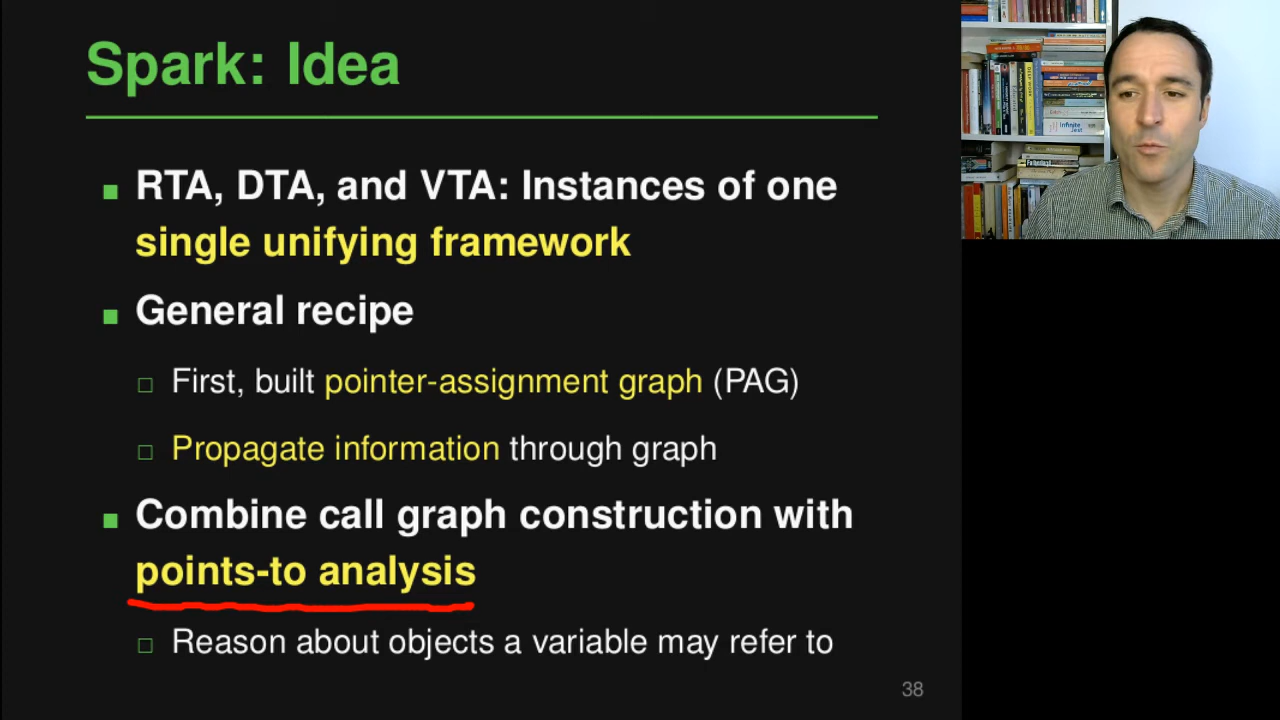 Spark: Idea
RTA, DTA, and VTA: Instances of one
single unifying framework
General recipe
First, built pointer-assignment graph (PAG)
Propagate information through graph
Combine call graph construction with
points-to analysis
Reason about objects a variable may refer to
38
Infinite
Jest